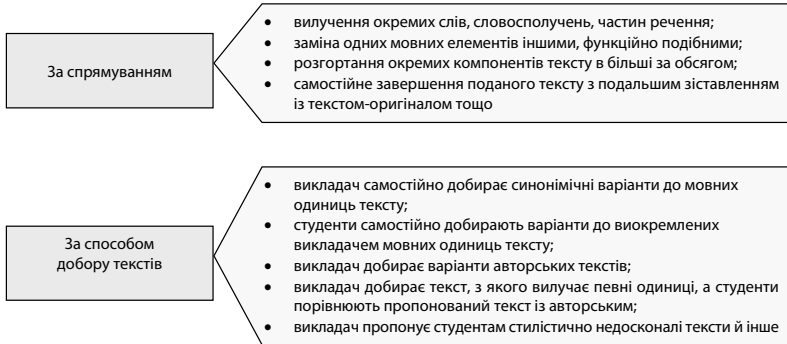 За спрямуванням
• вилучення окремих слів, словосполучень, частин речення;
• заміна одних мовних елементів іншими, функційно подібними;
• розгортання окремих компонентів тексту в більші за обсягом;
• самостійне завершення поданого тексту з подальшим зіставленням
із текстом-оригіналом тощо
За способом
добору текстів
• викладач самостійно добирає синонімічні варіанти до мовних
одиниць тексту;
• студенти самостійно добирають варіанти до виокремлених
викладачем мовних одиниць тексту;
• викладач добирає варіанти авторських текстів;
• викладач добирає текст, з якого вилучає певні одиниці, а студенти
порівнюють пропонований текст із авторським;
• викладач пропонує студентам стилістично недосконалі тексти й інше